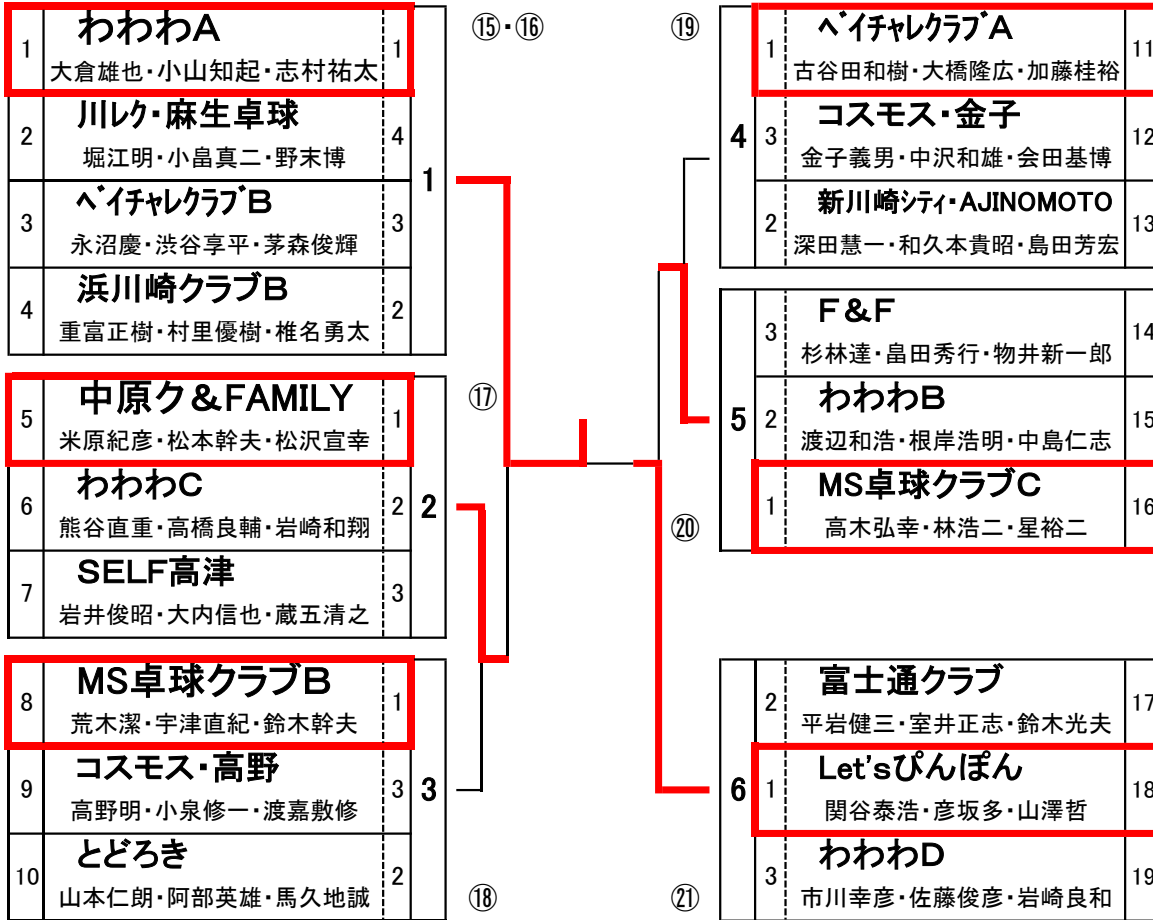 1 わわわA 1
大倉雄也・小山知起・志村祐太
2 川レク・麻生卓球 4
堀江明・小畠真二・野末博
3 ベイチャレクラブB 3
永沼慶・渋谷享平・茅森俊輝
4 浜川崎クラブB 2
重富正樹・村里優樹・椎名勇太
1
5 中原ク&FAMILY 1
米原紀彦・松本幹夫・松沢宣幸
6 わわわC 2
熊谷直重・高橋良輔・岩崎和翔
7 SELF高津 3
岩井俊昭・大内信也・蔵五清之
2
8 MS卓球クラブB 1
荒木潔・宇津直紀・鈴木幹夫
9 コスモス・高野 3
高野明・小泉修一・渡嘉敷修
10 とどろき 2
山本仁朗・阿部英雄・馬久地誠
3
⑮・⑯
⑰
⑱
⑲
⑳
㉑
4
1 ベイチャレクラブA 11
古谷田和樹・大橋隆広・加藤桂裕
3 コスモス・金子 12
金子義男・中沢和雄・会田基博
2 新川崎シティ・AJINOMOTO 13
深田慧一・和久本貴昭・島田芳宏
5
3 F&F 14
杉林達・畠田秀行・物井新一郎
2 わわわB 15
渡辺和浩・根岸浩明・中島仁志
1 MS卓球クラブC 16
高木弘幸・林浩二・星裕二
6
2 富士通クラブ 17
平岩健三・室井正志・鈴木光夫
1 Let'sぴんぽん 18
関谷泰浩・彦坂多・山澤哲
3 わわわD 19
市川幸彦・佐藤俊彦・岩崎良和